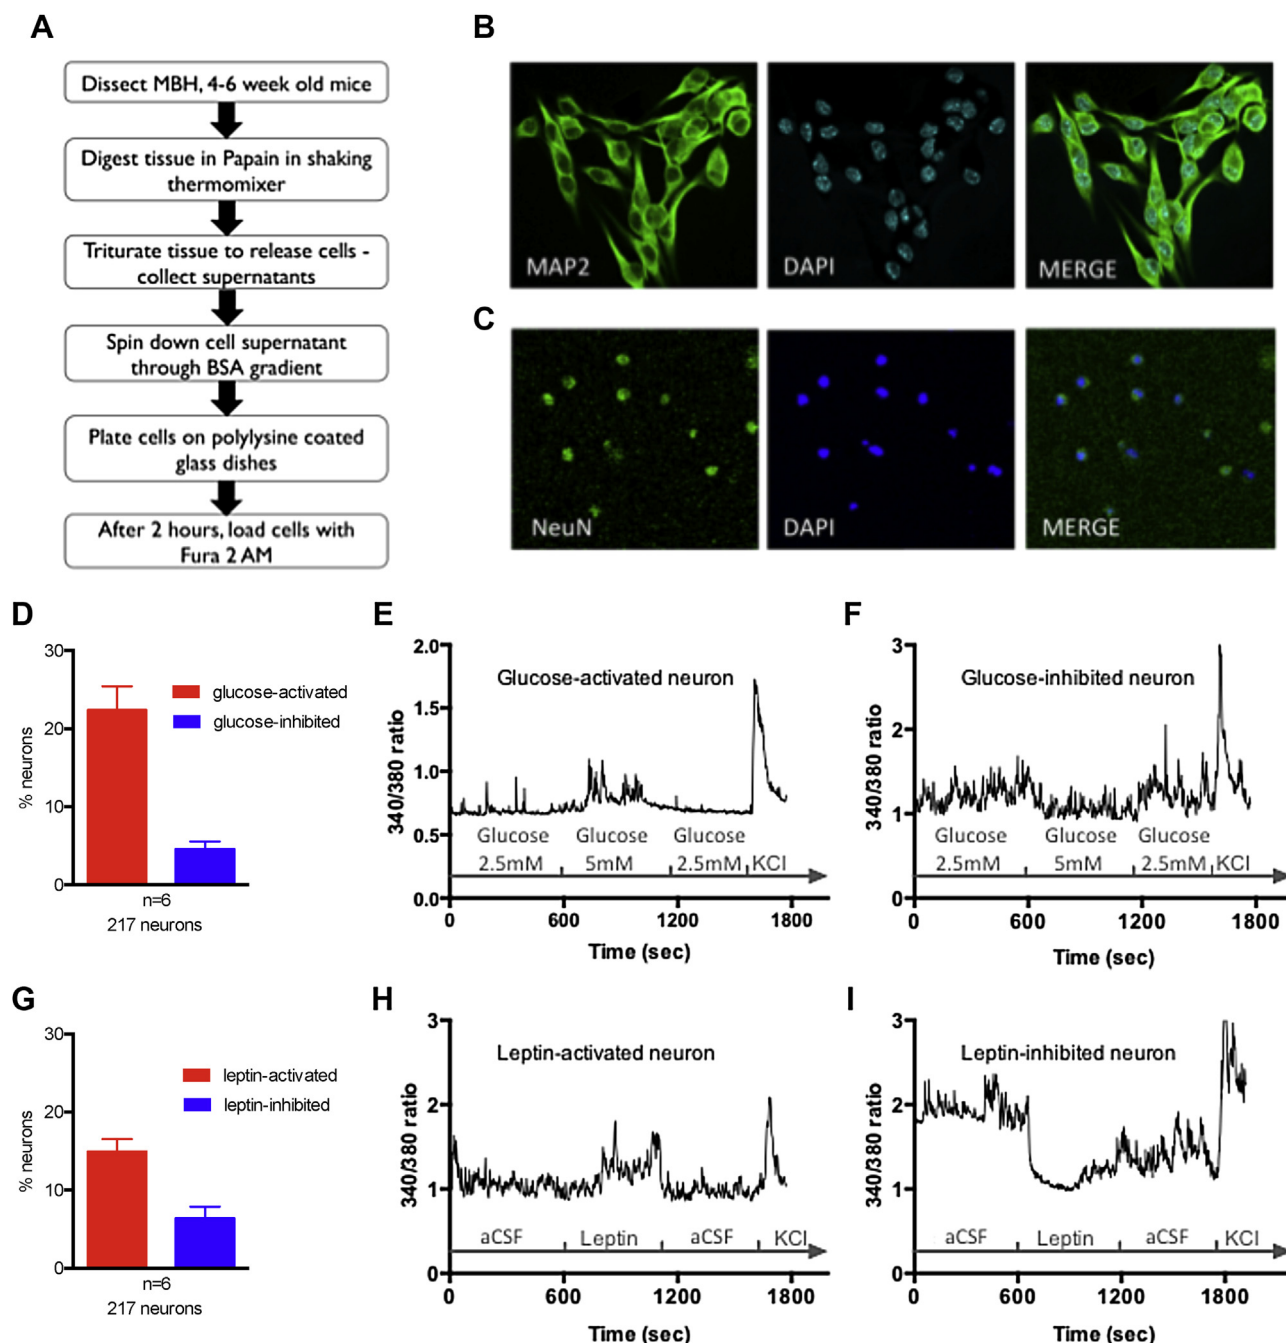 A
Dissect MBH, 4-6 week old mice
Digest tissue in Papain in shaking
thermomixer
Triturate tissue to release cells -
collect supernatants
Spin down cell supernatant
through BSA gradient
Plate cells on polylysine coated
glass dishes
After 2 hours, load cells with
Fura 2 AM
B
MAP2
DAPI
MERGE
C
NeuN
DAPI
MERGE
D
30
20
10
0
% neurons
glucose-activated
glucose-inhibited
n=6
217 neurons
E
2.0
1.5
1.0
0.5
0.0
340/380 ratio
Glucose-activated neuron
Glucose
2.5mM
Glucose
5mM
Glucose
2.5mM
KCl
0 600 1200 1800
Time (sec)
F
3
2
1
0
340/380 ratio
Glucose-inhibited neuron
Glucose
2.5mM
Glucose
5mM
Glucose
2.5mM
KCl
0 600 1200 1800
Time (sec)
G
30
20
10
0
% neurons
leptin-activated
leptin-inhibited
n=6
217 neurons
H
3
2
1
0
340/380 ratio
Leptin-activated neuron
aCSF Leptin aCSF KCl
0 600 1200 1800
Time (sec)
I
3
2
1
0
340/380 ratio
Leptin-inhibited neuron
aCSF Leptin aCSF KCl
0 600 1200 1800
Time (sec)